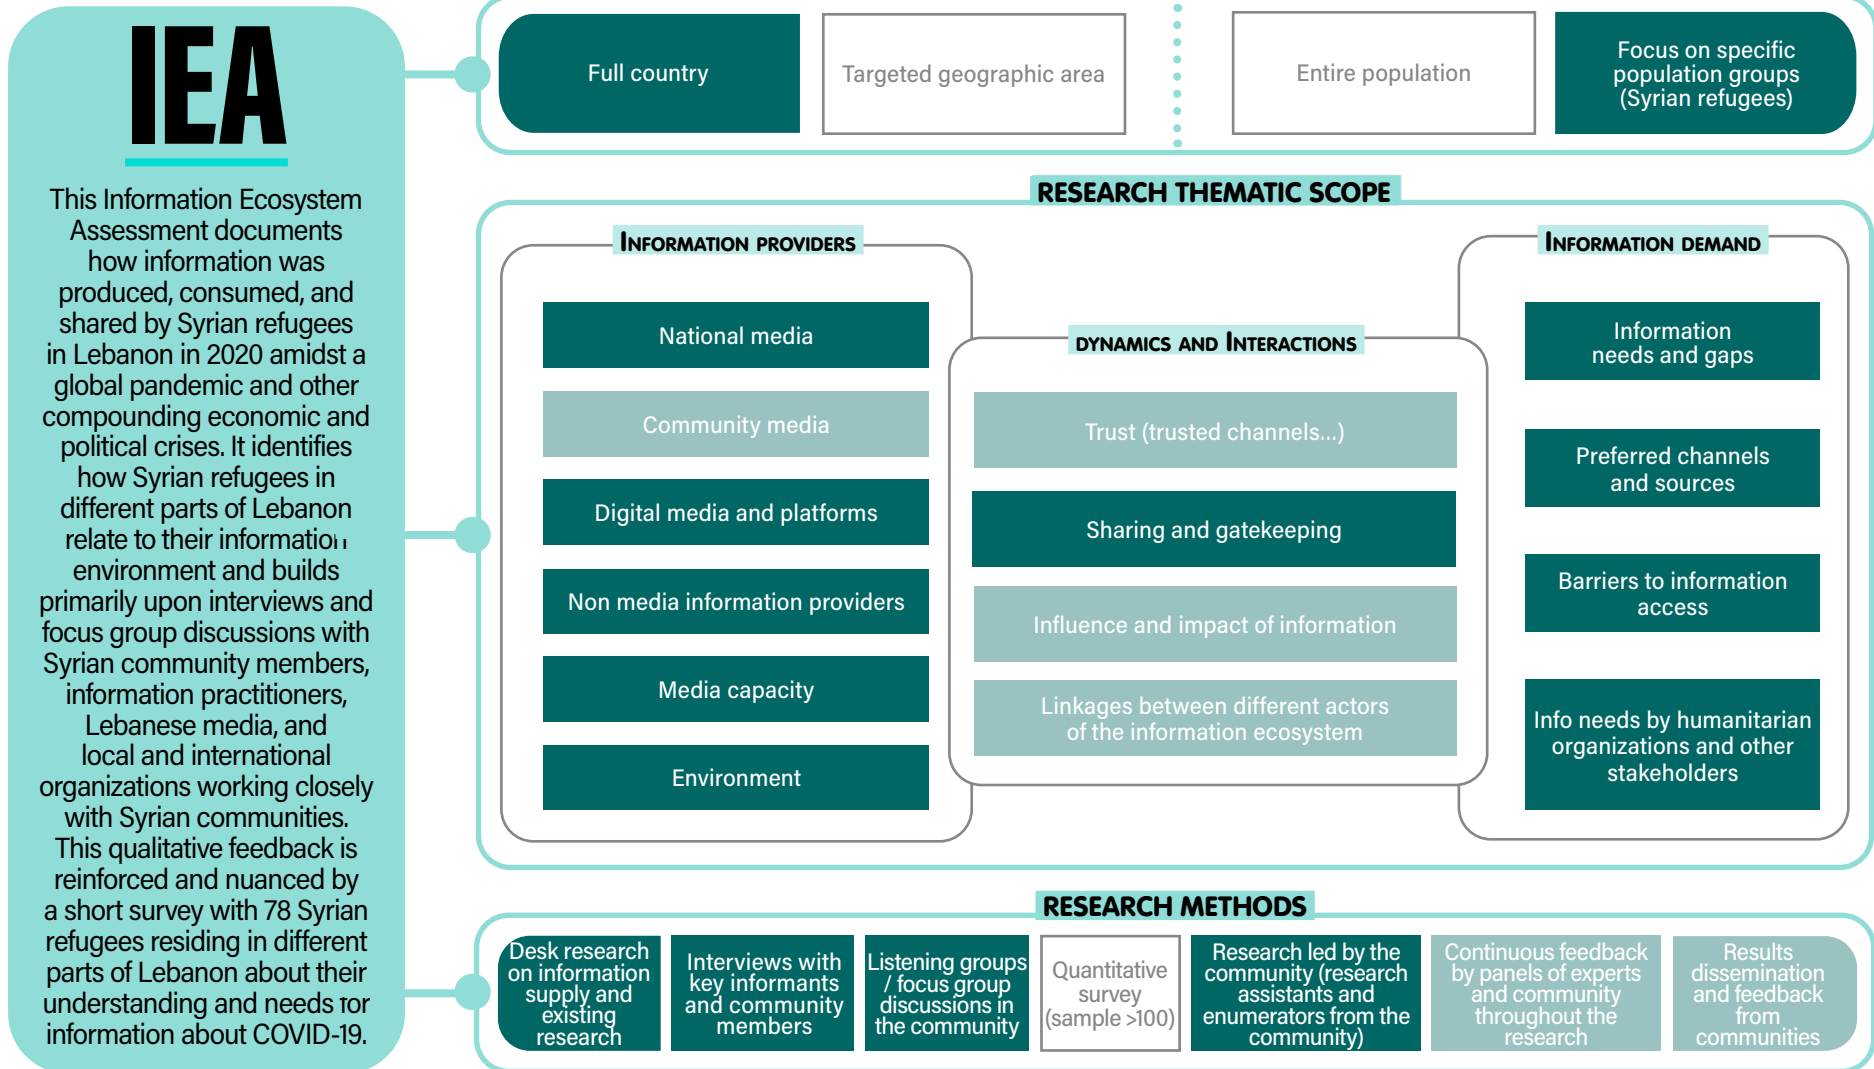 IEA
This Information Ecosystem
Assessment documents
how information was
produced, consumed, and
shared by Syrian refugees
in Lebanon in 2020 amidst a
global pandemic and other
compounding economic and
political crises. It identifies
how Syrian refugees in
different parts of Lebanon
relate to their information
environment and builds
primarily upon interviews and
focus group discussions with
Syrian community members,
information practitioners,
Lebanese media, and
local and international
organizations working closely
with Syrian communities.
This qualitative feedback is
reinforced and nuanced by
a short survey with 78 Syrian
refugees residing in different
parts of Lebanon about their
understanding and needs for
information about COVID-19.
Full country
Targeted geographic area
Entire population
Focus on specific
population groups
(Syrian refugees)
RESEARCH THEMATIC SCOPE
INFORMATION PROVIDERS
National media
Community media
Digital media and platforms
Non media information providers
Media capacity
Environment
DYNAMICS AND INTERACTIONS
Trust (trusted channels...)
Sharing and gatekeeping
Influence and impact of information
Linkages between different actors
of the information ecosystem
INFORMATION DEMAND
Information
needs and gaps
Preferred channels
and sources
Barriers to information
access
Info needs by humanitarian
organizations and other
stakeholders
RESEARCH METHODS
Desk research
on information
supply and
existing
research
Interviews with
key informants
and community
members
Listening groups
/ focus group
discussions in
the community
Quantitative
survey
(sample >100)
Research led by the
community (research
assistants and
enumerators from the
community)
Continuous feedback
by panels of experts
and community
throughout the
research
Results
dissemination
and feedback
from
communities